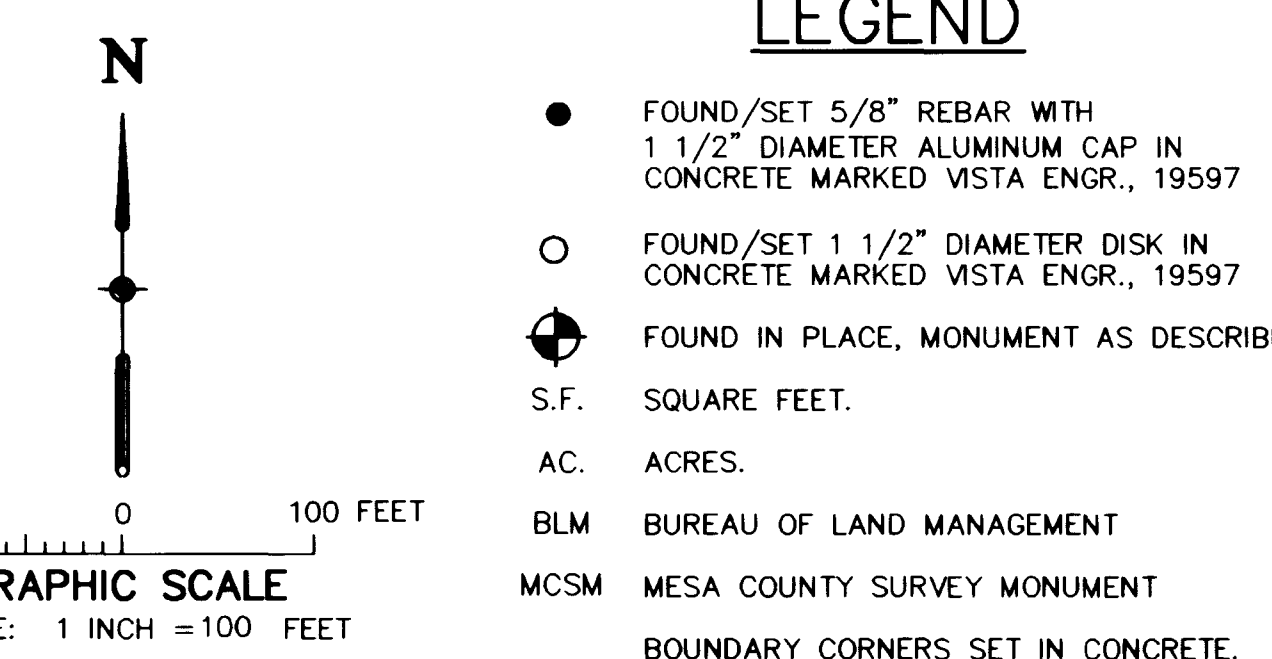 LEGEND
N
● FOUND/SET 5/8" REBAR WITH
1 1/2" DIAMETER ALUMINUM CAP IN
CONCRETE MARKED VISTA ENGR., 19597
○ FOUND/SET 1 1/2" DIAMETER DISK IN
CONCRETE MARKED VISTA ENGR., 19597
FOUND IN PLACE, MONUMENT AS DESCRIB
S.F. SQUARE FEET.
AC. ACRES.
BLM BUREAU OF LAND MANAGEMENT
MCSM MESA COUNTY SURVEY MONUMENT
BOUNDARY CORNERS SET IN CONCRETE.
0 100 FEET
RAPHIC SCALE
E: 1 INCH =100 FEET